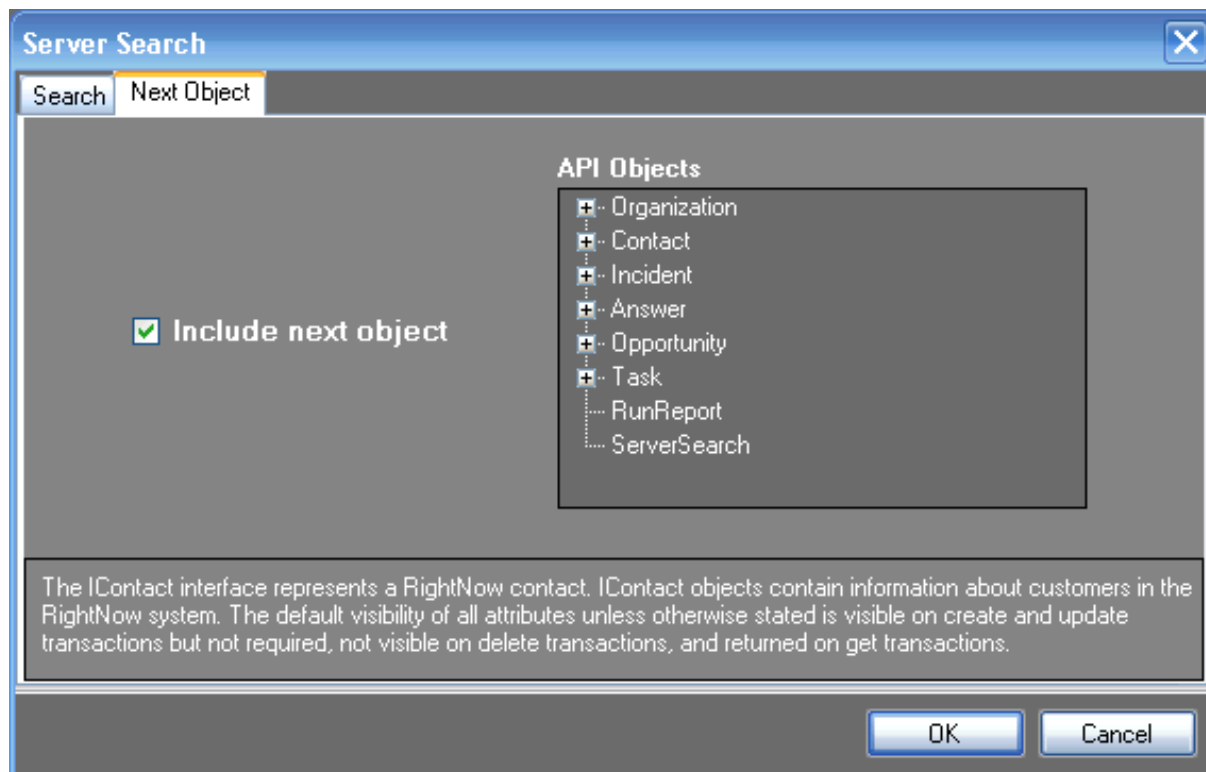 Server Search
Search
Next Object
API Objects
Organization
Contact
Incident
Answer
Opportunity
Task
RunReport
ServerSearch
Include next object
The IContact interface represents a RightNow contact. IContact objects contain information about customers in the
RightNow system. The default visibility of all attributes unless otherwise stated is visible on create and update
transactions but not required, not visible on delete transactions, and returned on get transactions.
OK
Cancel